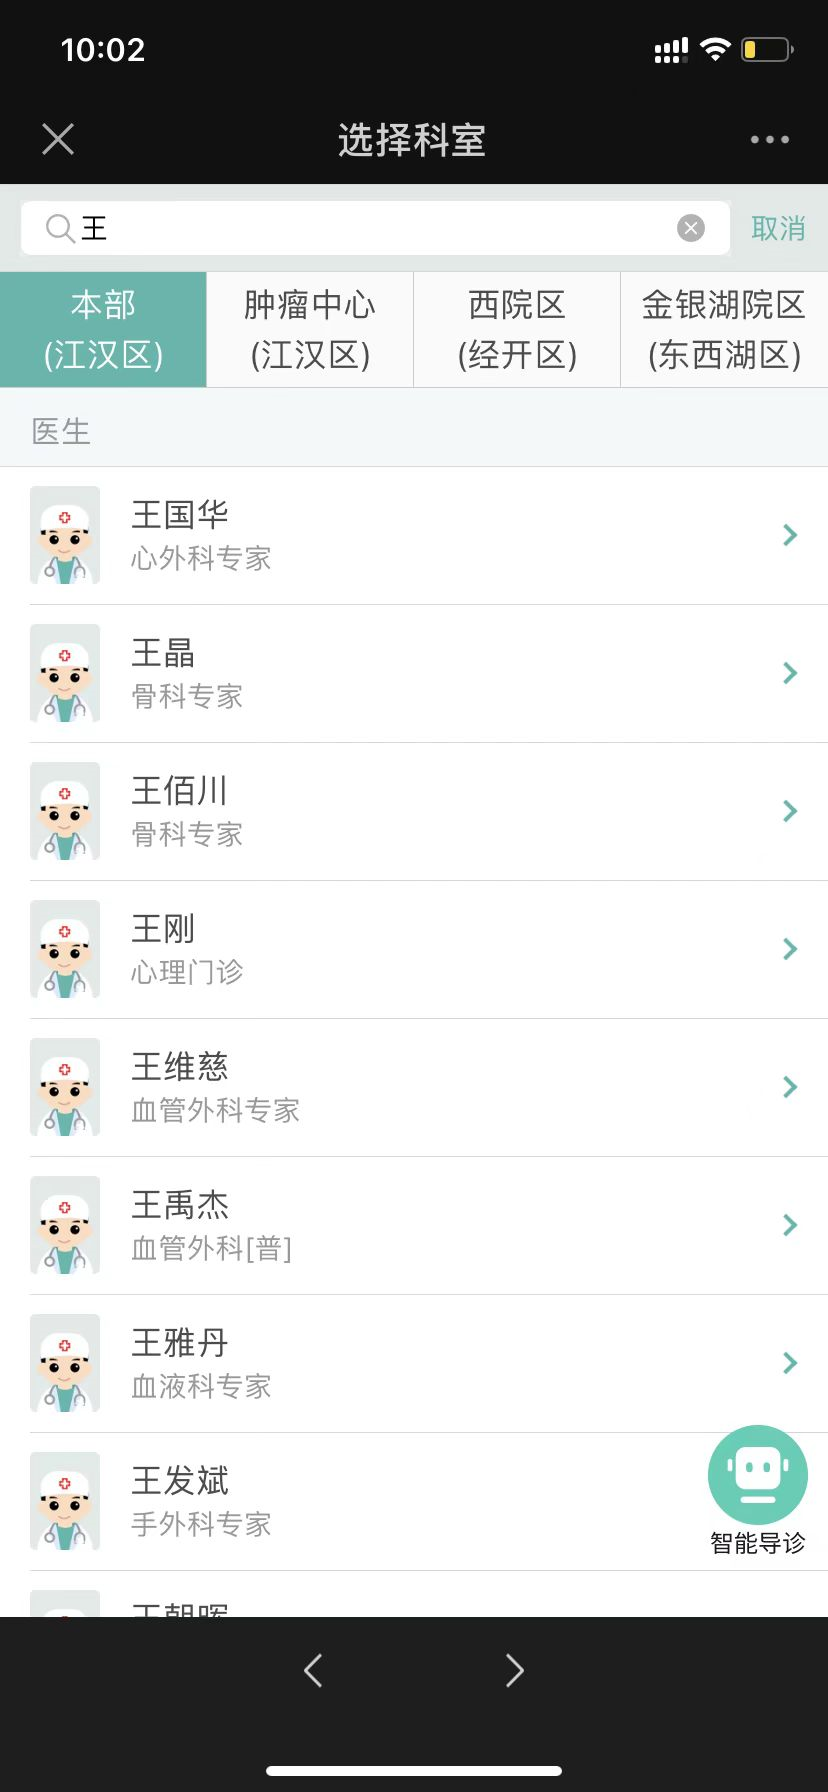 10:02
选择科室
王
取消
本部
(江汉区)
肿瘤中心
(江汉区)
西院区
(经开区)
金银湖院区
(东西湖区)
医生
王国华
心外科专家
王晶
骨科专家
王佰川
骨科专家
王刚
心理门诊
王维慈
血管外科专家
王禹杰
血管外科[普]
王雅丹
血液科专家
王发斌
手外科专家
智能导诊
王朝晖